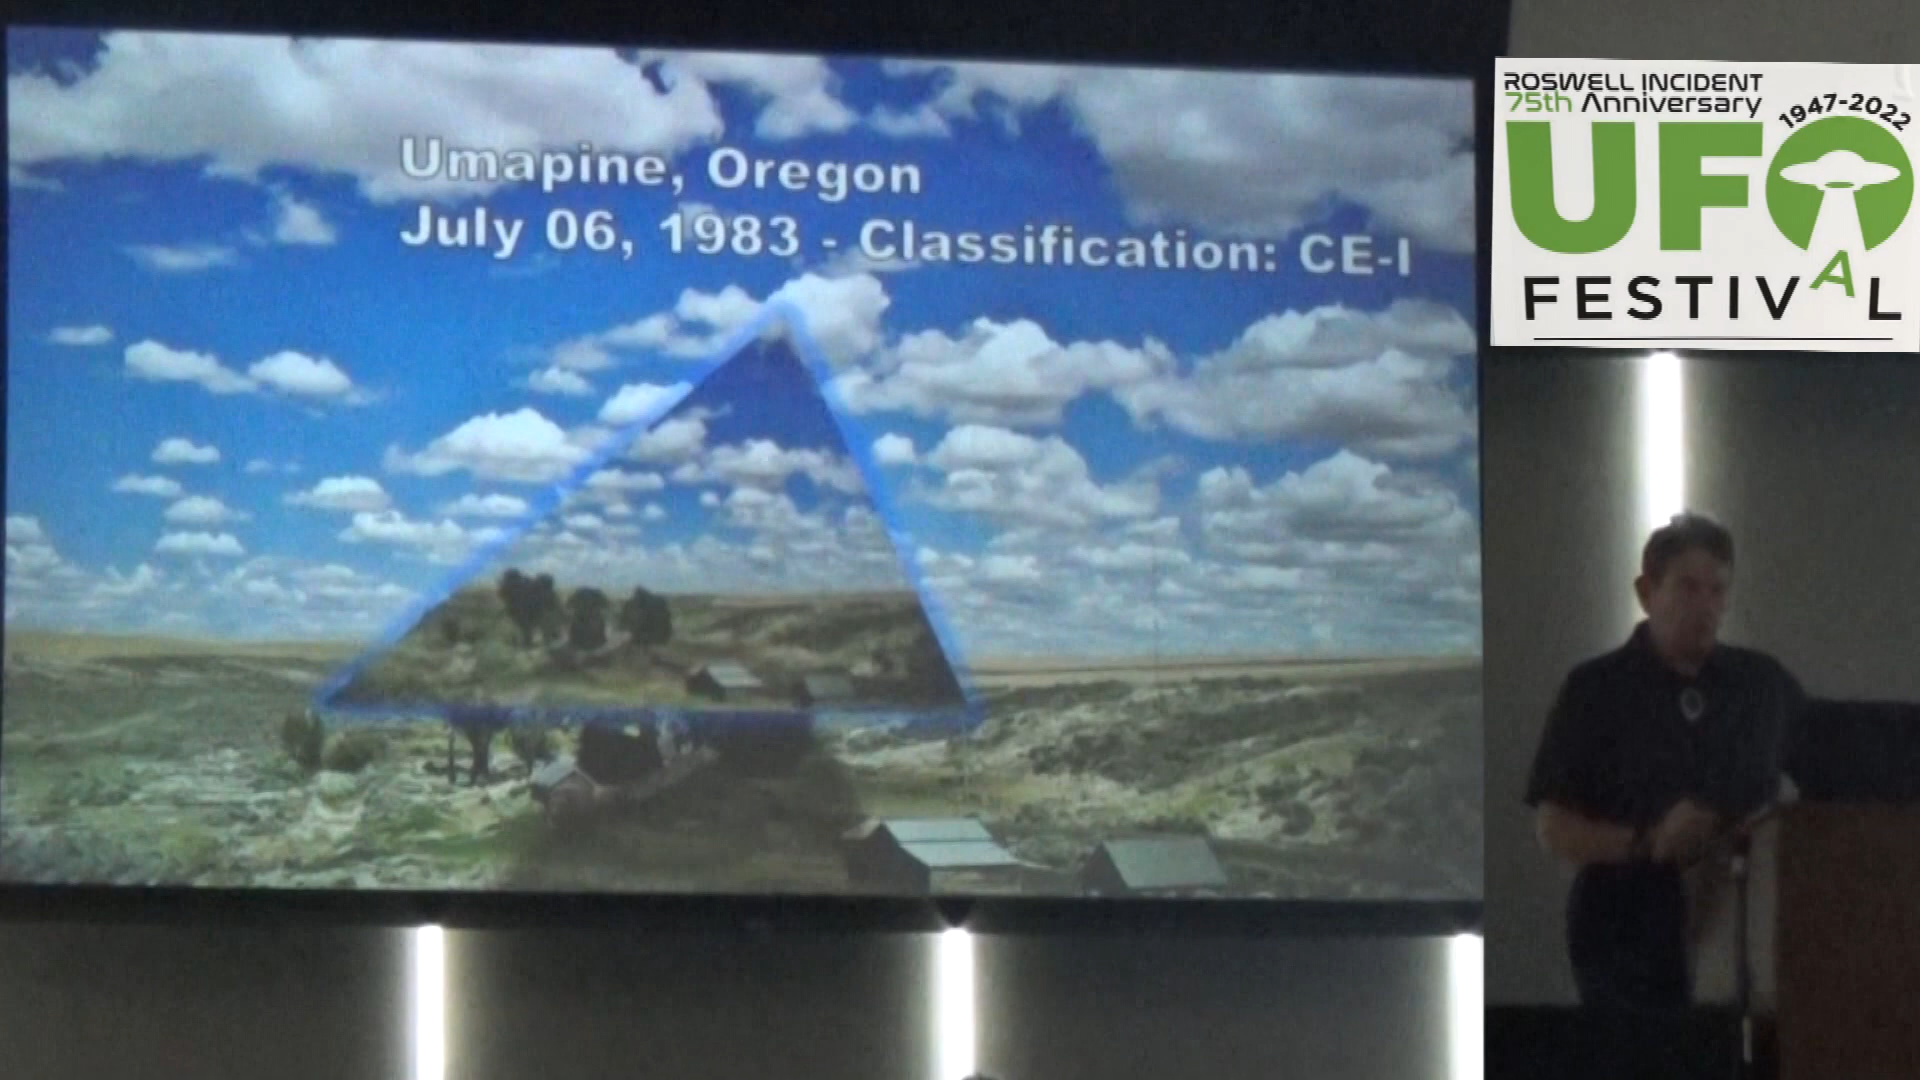 Umapine, Oregon
July 06, 1983 - Classification: CE-I
ROSWELL INCIDENT
75th Anniversary
1947-2022
UFO
FESTIVAL